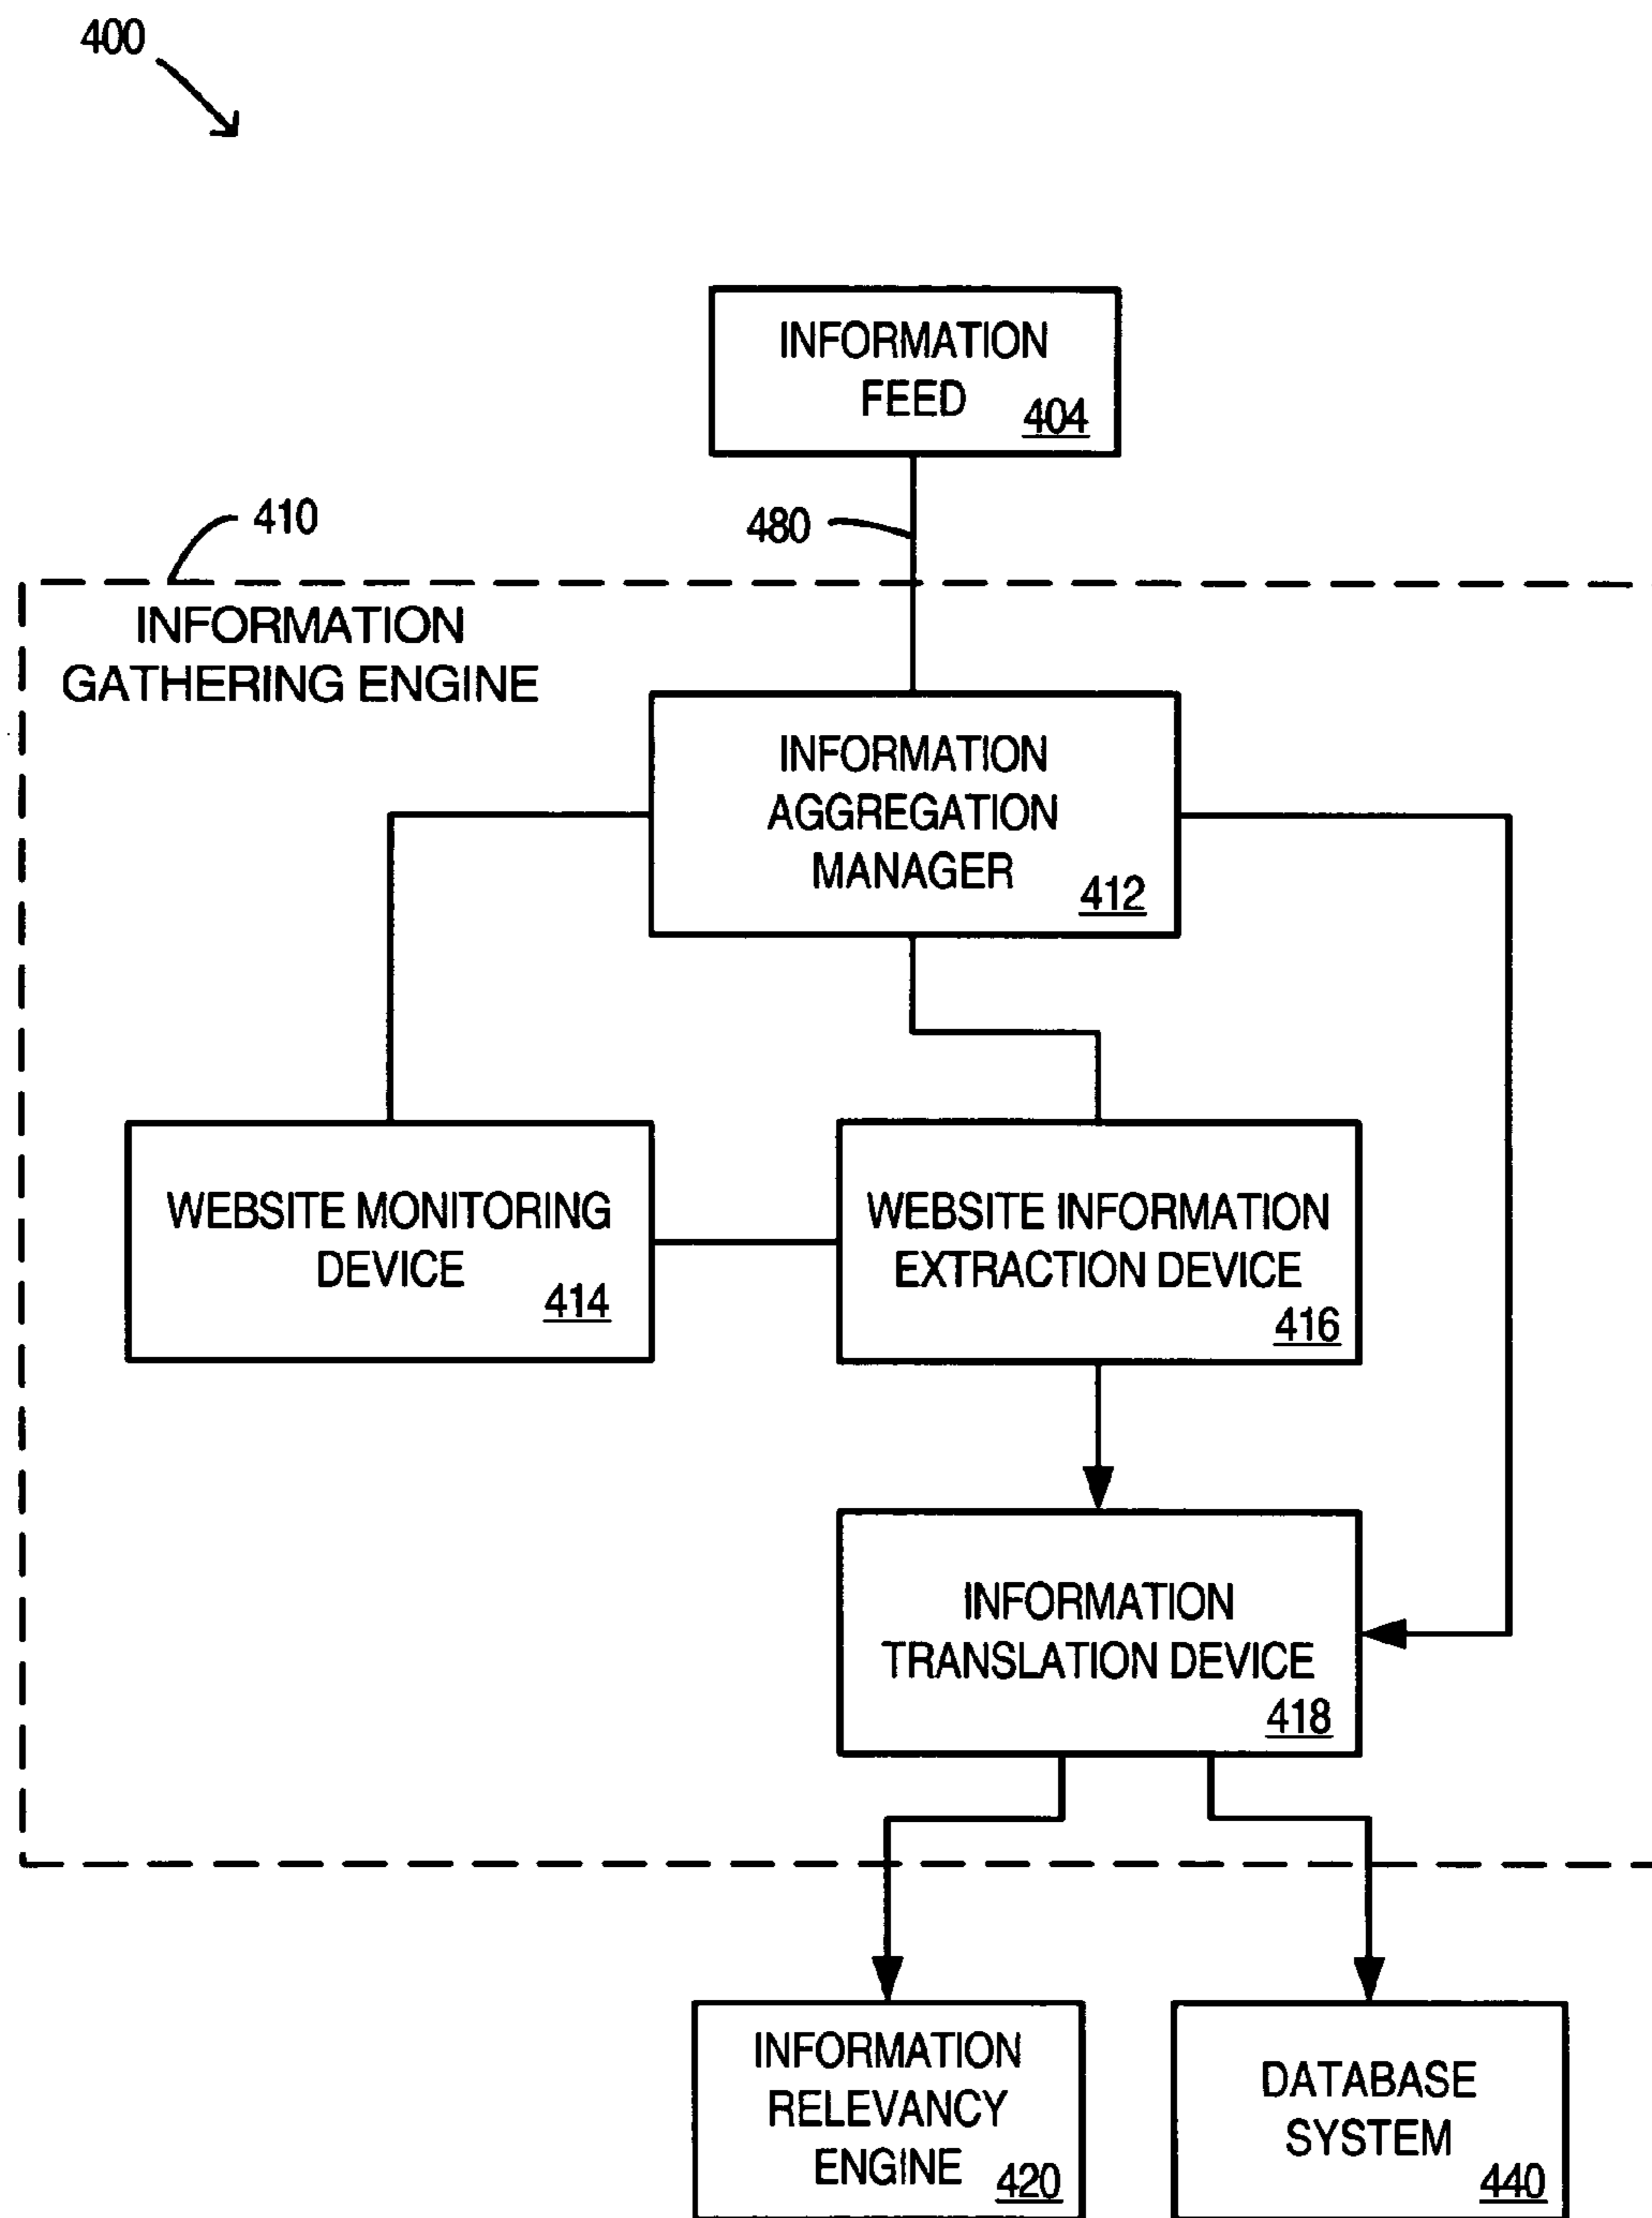 400
INFORMATION
FEED
404
410
480
INFORMATION
GATHERING ENGINE
INFORMATION
AGGREGATION
MANAGER
412
WEBSITE MONITORING
DEVICE
414
WEBSITE INFORMATION
EXTRACTION DEVICE
416
INFORMATION
TRANSLATION DEVICE
418
INFORMATION
RELEVANCY
ENGINE
420
DATABASE
SYSTEM
440